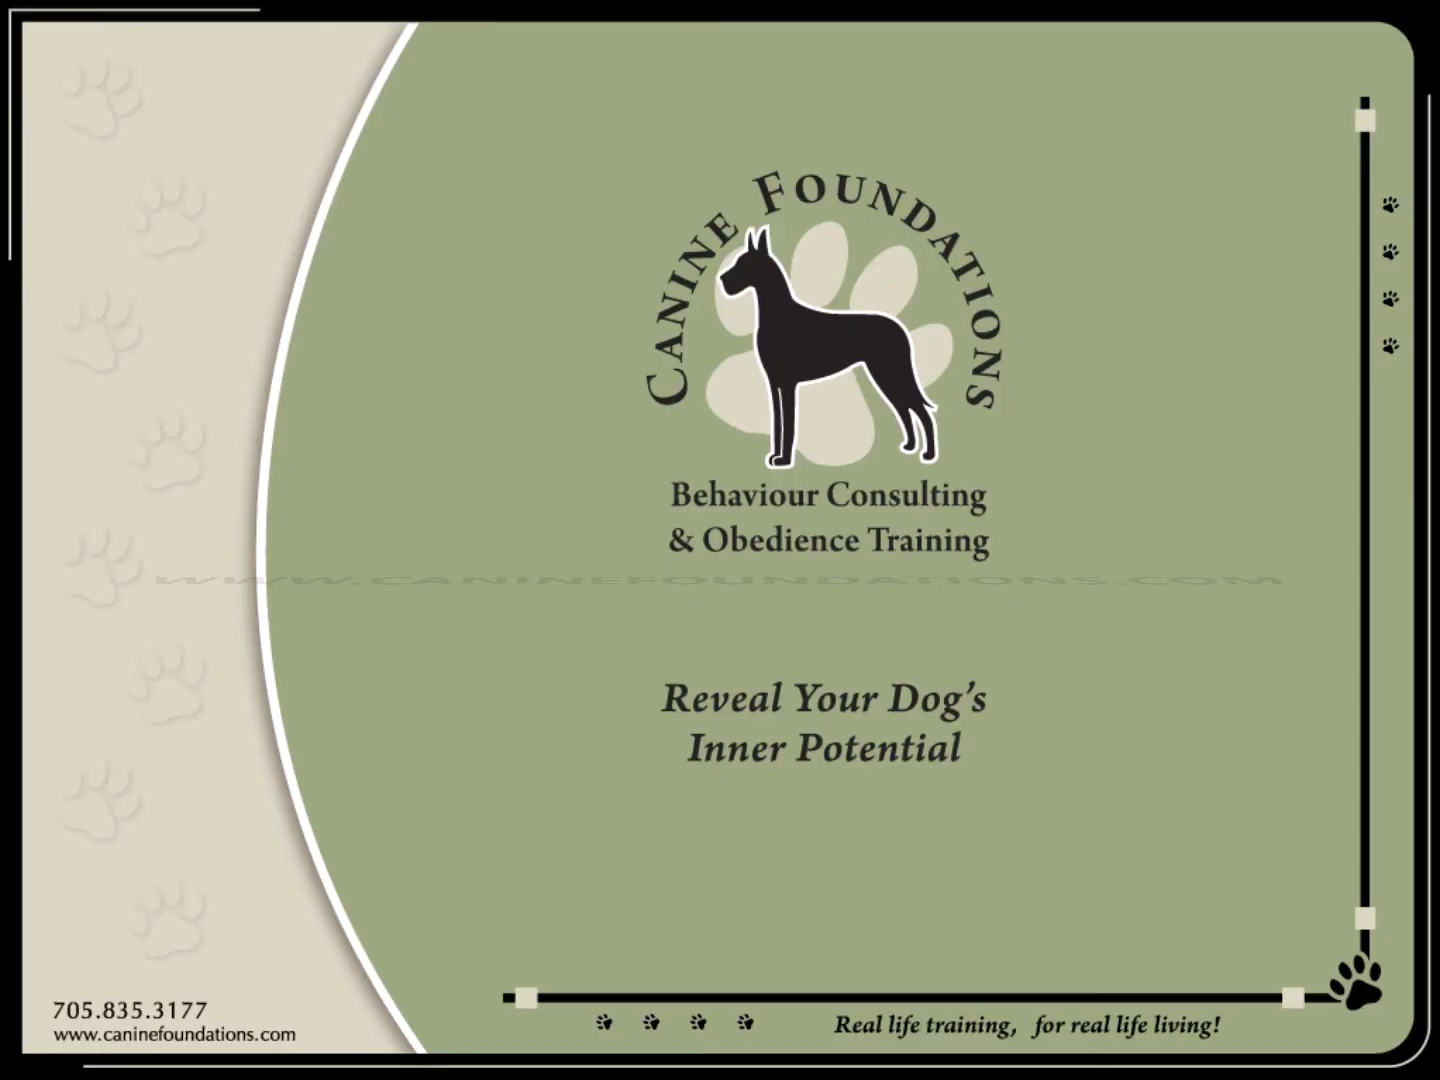 CANINE FOUNDATIONS
Behaviour Consulting
& Obedience Training
WWW.CANINEFOUNDATIONS.COM
Reveal Your Dog's
Inner Potential
705.835.3177
www.caninefoundations.com
Real life training, for real life living!